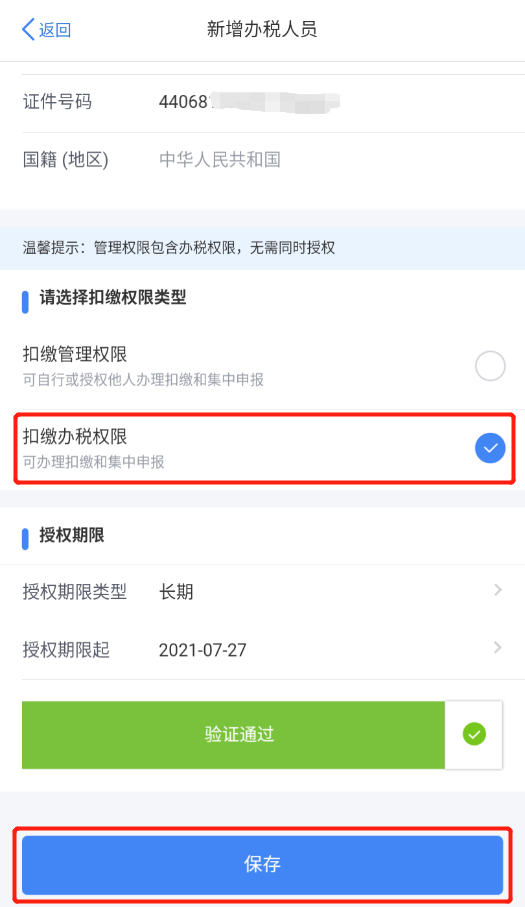 返回
新增办税人员
证件号码 44068
国籍 (地区) 中华人民共和国
温馨提示：管理权限包含办税权限，无需同时授权
请选择扣缴权限类型
扣缴管理权限
可自行或授权他人办理扣缴和集中申报
扣缴办税权限
可办理扣缴和集中申报
授权期限
授权期限类型 长期
授权期限起 2021-07-27
验证通过
保存